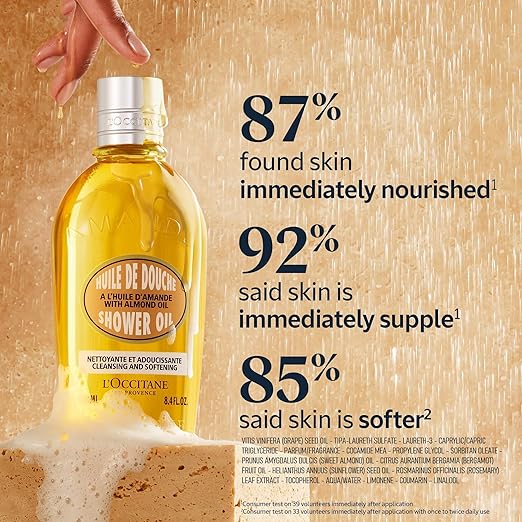 L'OCCITANE
AMANDE
HUILE DE DOUCHE
A L'HUILE D'AMANDE
WITH ALMOND OIL
SHOWER OIL
NETTOYANTE ET ADOUCISSANTE
CLEANSING AND SOFTENING
L'OCCITANE
PROVENCE
8.4 FL.OZ.
87%
found skin
immediately nourished¹
92%
said skin is
immediately supple¹
85%
said skin is softer²
VITIS VINIFERA (GRAPE) SEED OIL - TIPA-LAURETH SULFATE - LAURETH-3 - CAPRYLIC/CAPRIC
TRIGLYCERIDE - PARFUM/FRAGRANCE - COCAMIDE MEA - PROPYLENE GLYCOL - SORBITAN OLEATE -
PRUNUS AMYGDALUS DULCIS (SWEET ALMOND) OIL - CITRUS AURANTIUM BERGAMIA (BERGAMOT)
FRUIT OIL - HELIANTHUS ANNUUS (SUNFLOWER) SEED OIL - ROSMARINUS OFFICINALIS (ROSEMARY)
LEAF EXTRACT - TOCOPHEROL - AQUA/WATER - LIMONENE - COUMARIN - LINALOOL
¹Consumer test on 39 volunteers immediately after application
²Consumer test on 33 volunteers immediately after application with once to twice daily use